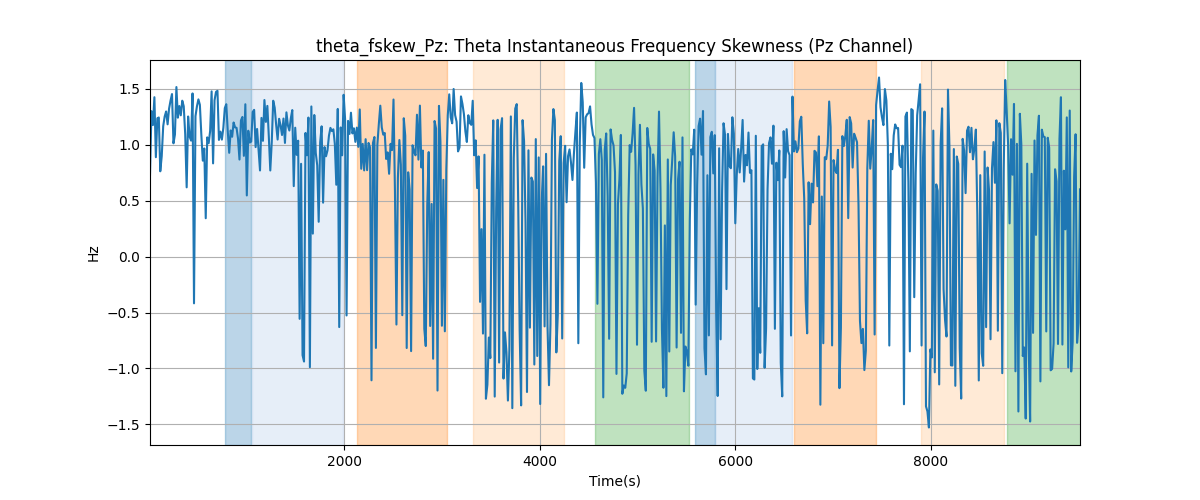 theta_fskew_Pz: Theta Instantaneous Frequency Skewness (Pz Channel)
1.5
1.0
0.5
0.0
−0.5
−1.0
−1.5
Hz
2000 4000 6000 8000
Time(s)